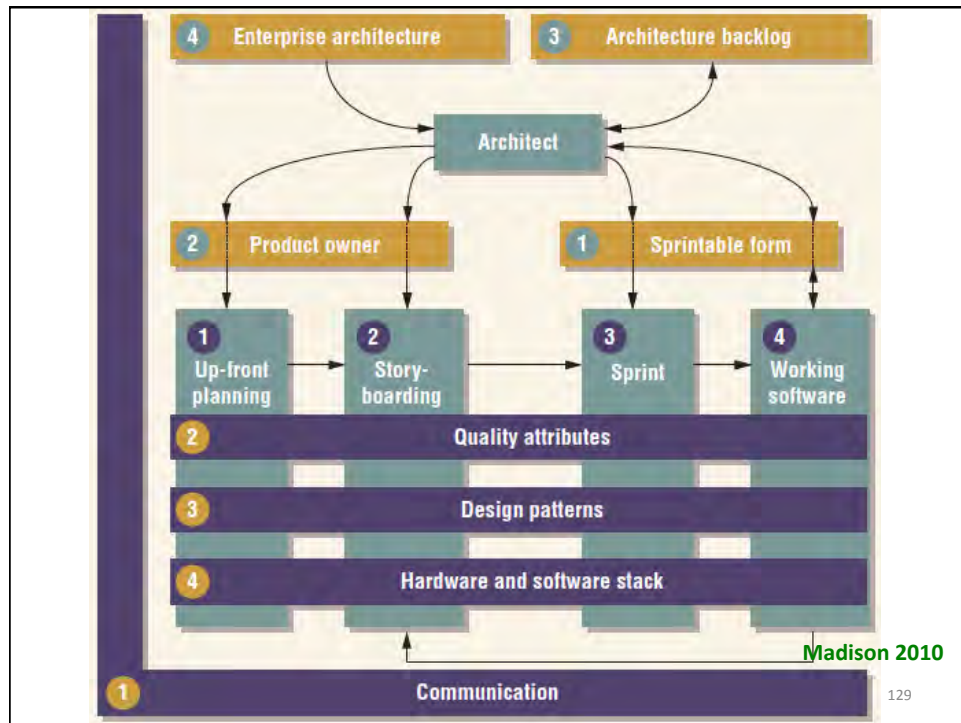 4 Enterprise architecture
3 Architecture backlog
Architect
2 Product owner
1 Sprintable form
1
Up-front
planning
2
Story-
boarding
3
Sprint
4
Working
software
2 Quality attributes
3 Design patterns
4 Hardware and software stack
Madison 2010
1 Communication
129